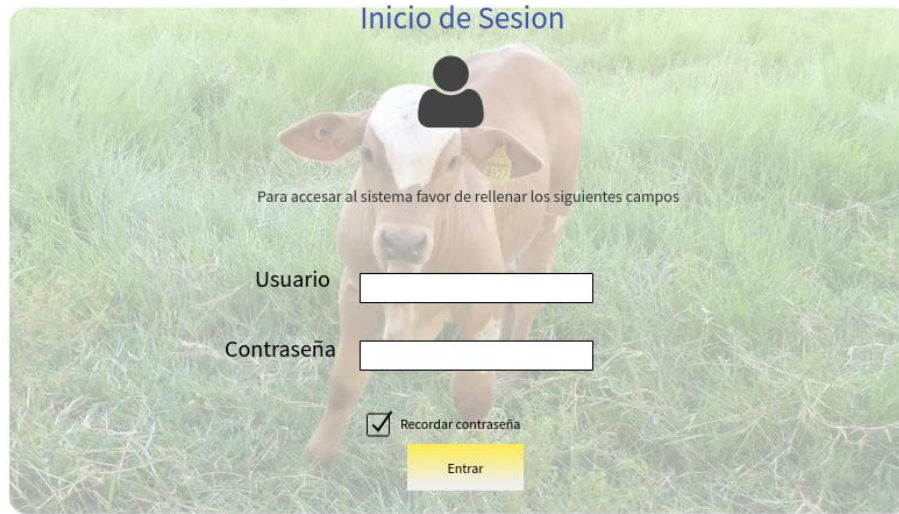 Inicio de Sesion
Para accesar al sistema favor de rellenar los siguientes campos
Usuario
Contraseña
Recordar contraseña
Entrar